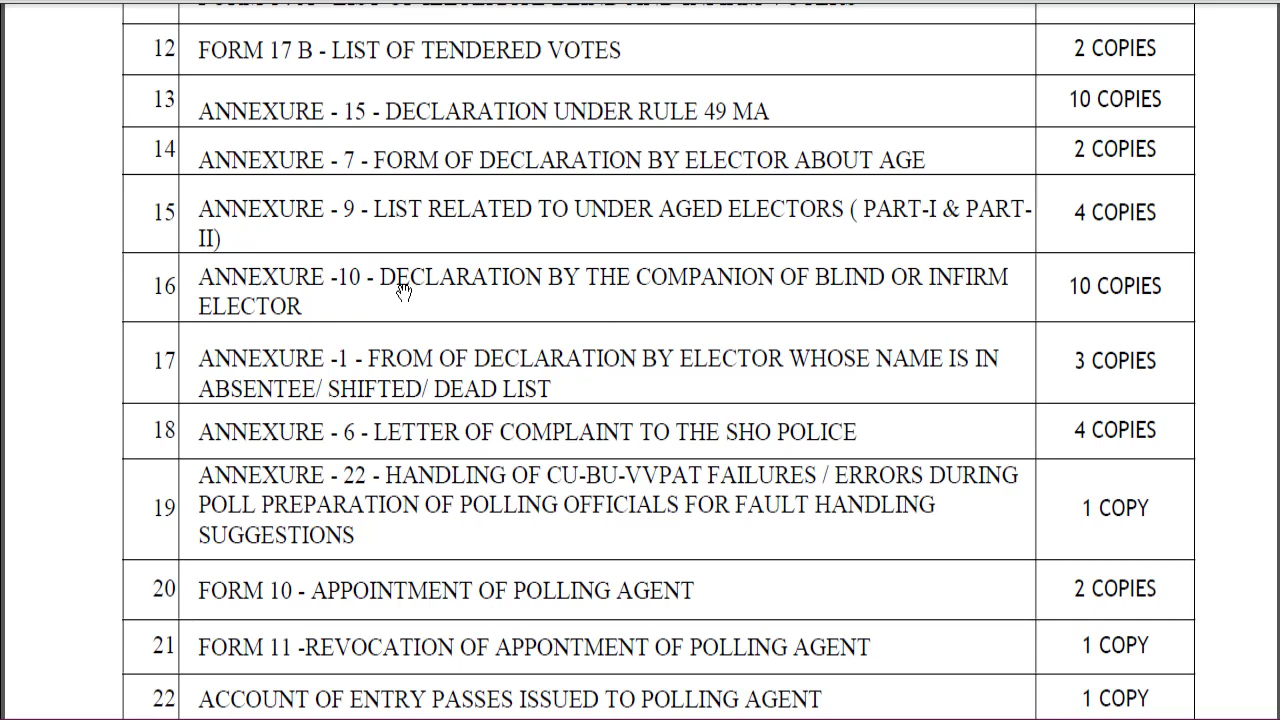 12 FORM 17 B - LIST OF TENDERED VOTES 2 COPIES
13 ANNEXURE - 15 - DECLARATION UNDER RULE 49 MA 10 COPIES
14 ANNEXURE - 7 - FORM OF DECLARATION BY ELECTOR ABOUT AGE 2 COPIES
15 ANNEXURE - 9 - LIST RELATED TO UNDER AGED ELECTORS ( PART-I & PART-
II) 4 COPIES
16 ANNEXURE -10 - DECLARATION BY THE COMPANION OF BLIND OR INFIRM
ELECTOR 10 COPIES
17 ANNEXURE -1 - FROM OF DECLARATION BY ELECTOR WHOSE NAME IS IN
ABSENTEE/ SHIFTED/ DEAD LIST 3 COPIES
18 ANNEXURE - 6 - LETTER OF COMPLAINT TO THE SHO POLICE 4 COPIES
19 ANNEXURE - 22 - HANDLING OF CU-BU-VVPAT FAILURES / ERRORS DURING
POLL PREPARATION OF POLLING OFFICIALS FOR FAULT HANDLING
SUGGESTIONS 1 COPY
20 FORM 10 - APPOINTMENT OF POLLING AGENT 2 COPIES
21 FORM 11 -REVOCATION OF APPONTMENT OF POLLING AGENT 1 COPY
22 ACCOUNT OF ENTRY PASSES ISSUED TO POLLING AGENT 1 COPY